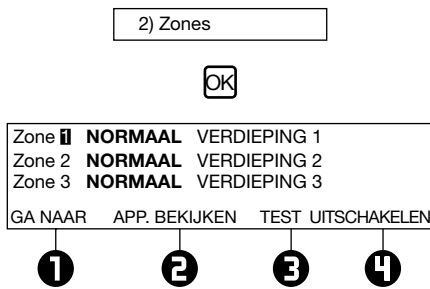 2) Zones
OK
Zone 1 NORMAAL VERDIEPING 1
Zone 2 NORMAAL VERDIEPING 2
Zone 3 NORMAAL VERDIEPING 3
GA NAAR APP. BEKIJKEN TEST UITSCHAKELEN
1 2 3 4